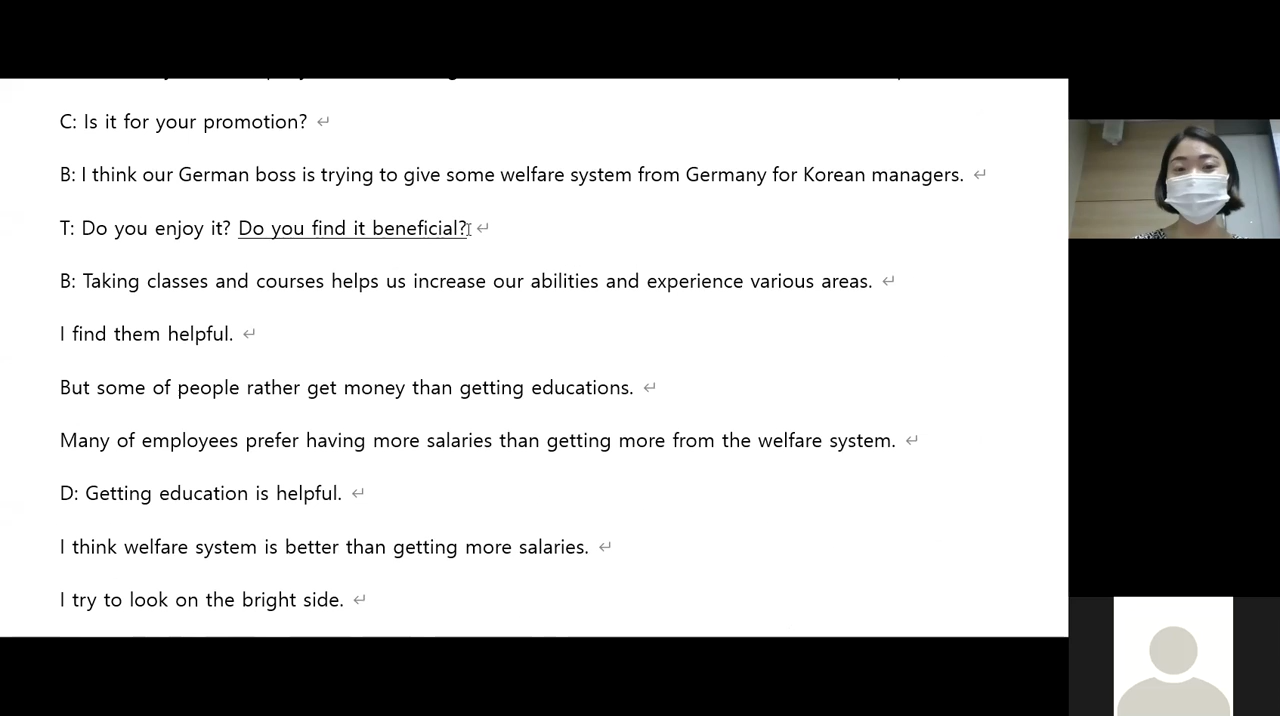 C: Is it for your promotion?
B: I think our German boss is trying to give some welfare system from Germany for Korean managers.
T: Do you enjoy it? Do you find it beneficial?
B: Taking classes and courses helps us increase our abilities and experience various areas.
I find them helpful.
But some of people rather get money than getting educations.
Many of employees prefer having more salaries than getting more from the welfare system.
D: Getting education is helpful.
I think welfare system is better than getting more salaries.
I try to look on the bright side.